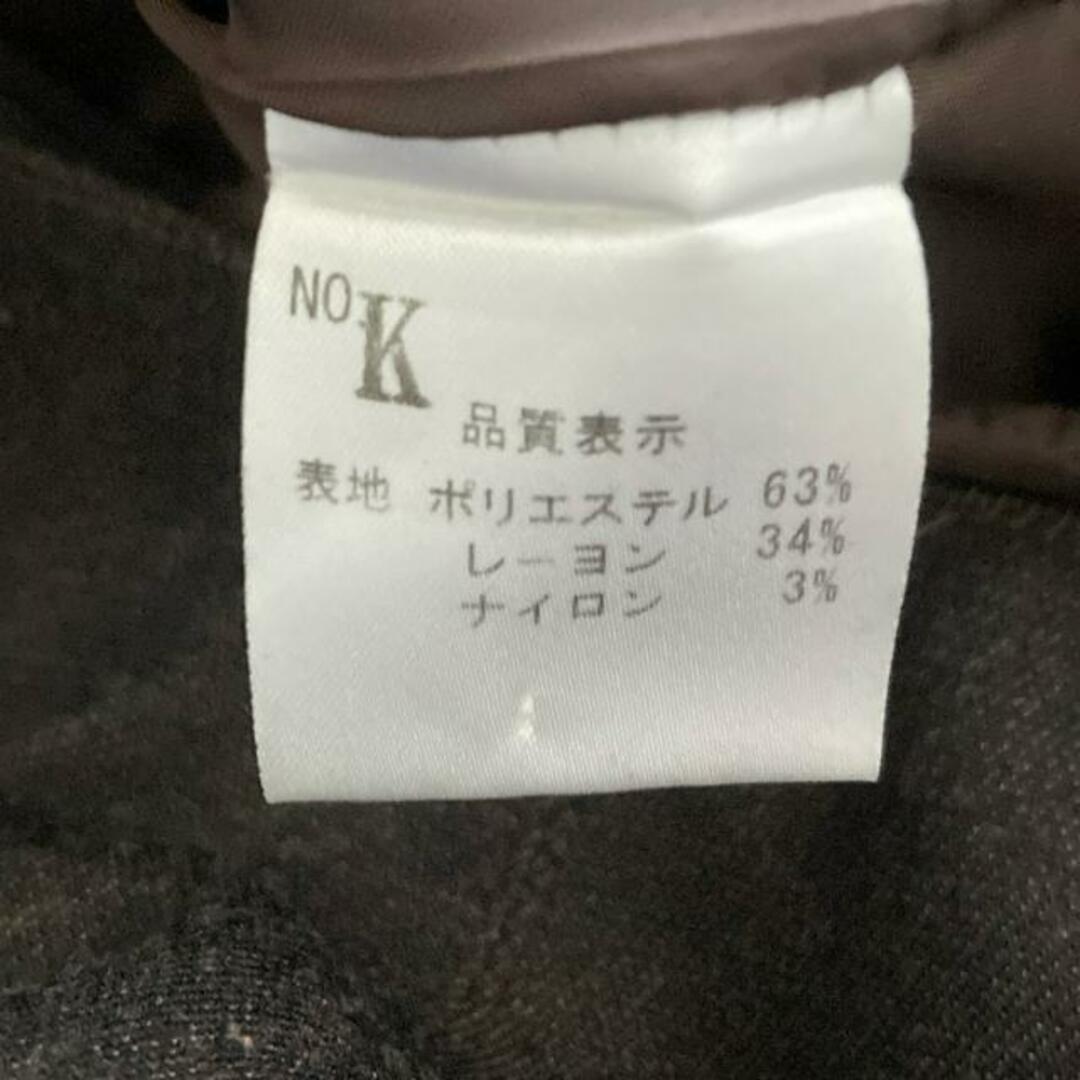 NO K
品質表示
表地 ポリエステル 63%
レーヨン 34%
ナイロン 3%